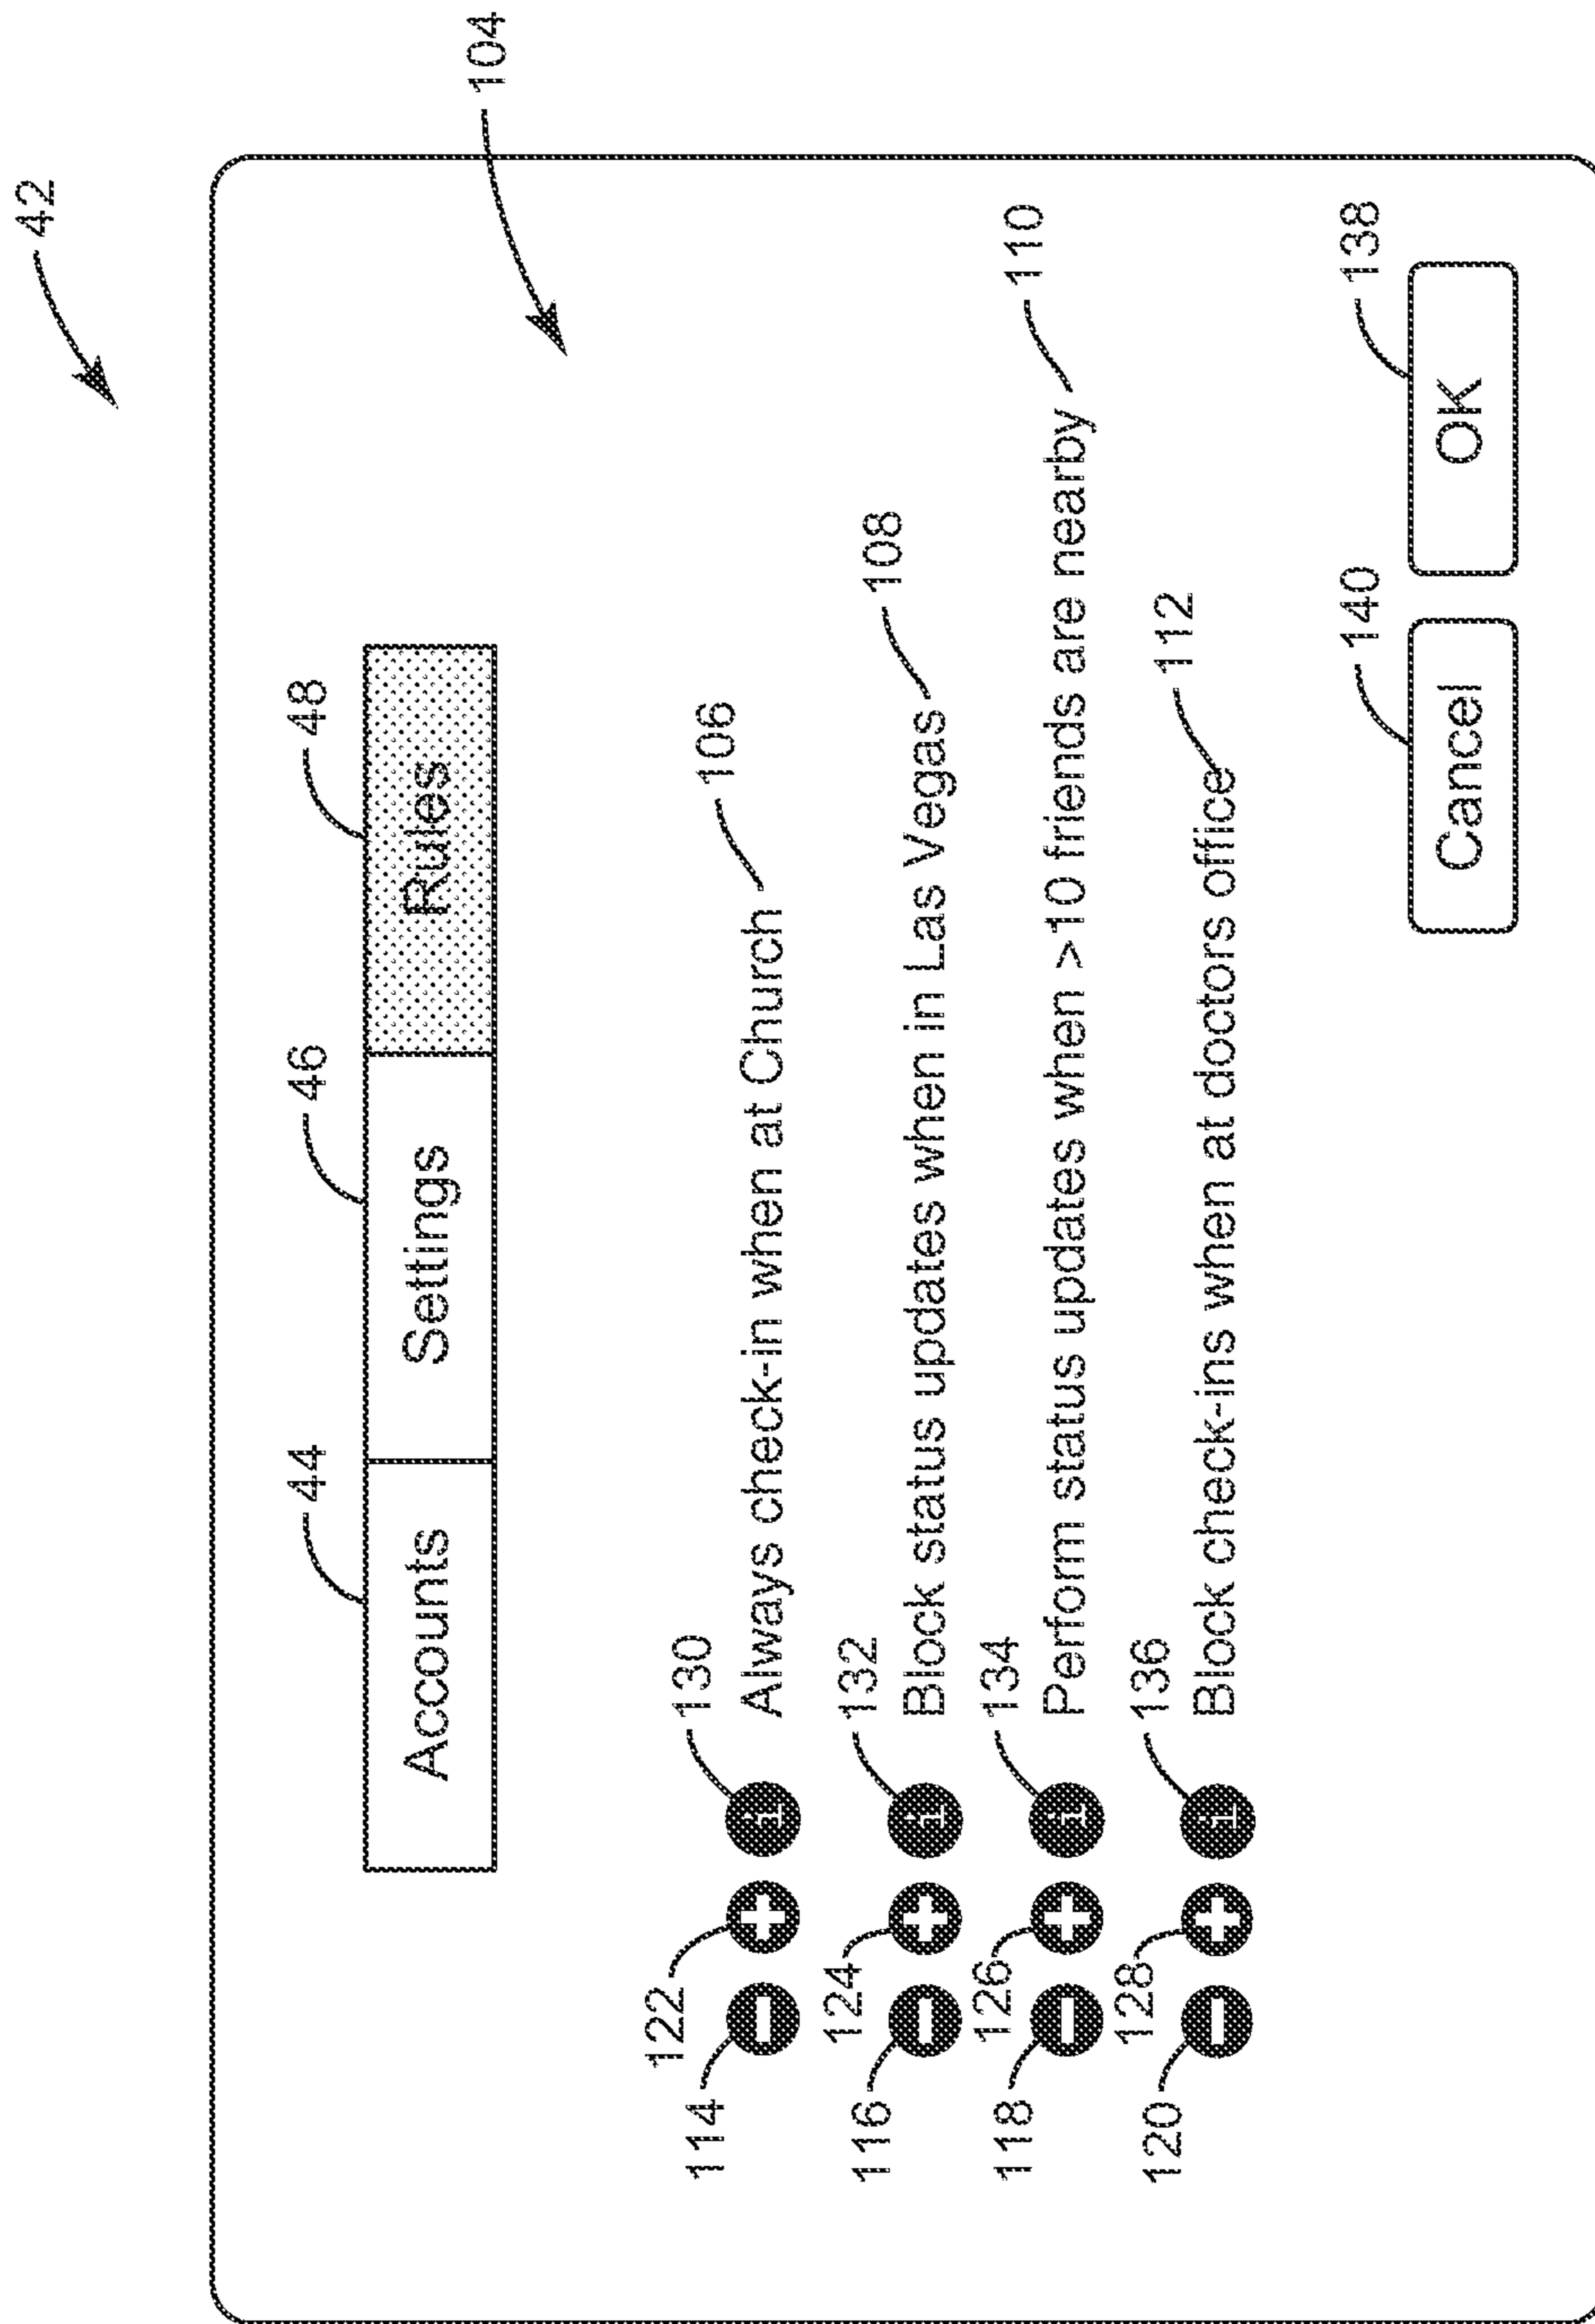 42
104
44
46
48
Accounts
Settings
Rules
122
130
106
114
i
Always check-in when at Church
124
132
108
116
i
Block status updates when in Las Vegas
126
134
110
118
i
Perform status updates when >10 friends are nearby
128
136
112
120
i
Block check-ins when at doctors office
140
138
Cancel
OK